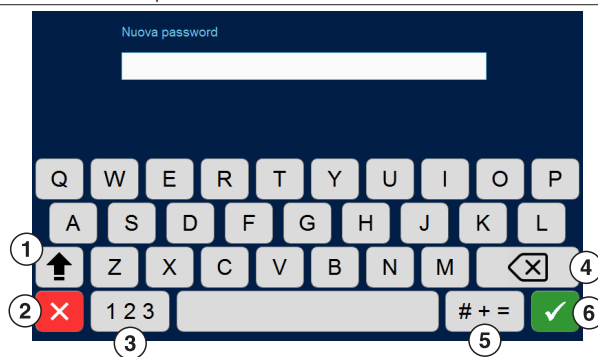 Nuova password
Q W E R T Y U I O P
A S D F G H J K L
1
Z X C V B N M
4
2
1 2 3
# + =
6
3
5